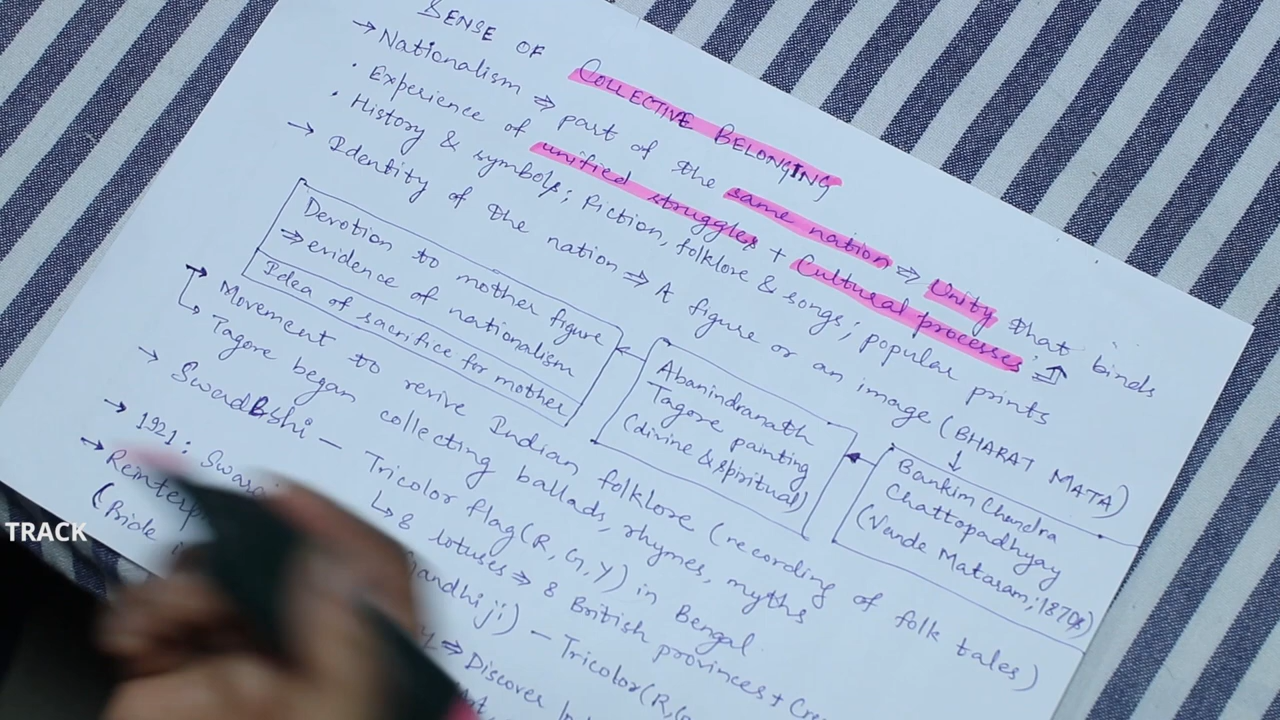 SENSE OF COLLECTIVE BELONGING
→ Nationalism ⇒ part of the same nation ⇒ Unity that binds
· Experience of unified struggles + Cultural processes
· History & symbols; fiction, folklore & songs; popular prints
→ Identity of the nation ⇒ A figure or an image (BHARAT MATA)
Devotion to mother figure
⇒ evidence of nationalism
Idea of sacrifice for mother
Abanindranath
Tagore painting
(divine & spiritual)
Bankim Chandra
Chattopadhyay
(Vande Mataram, 1870s)
→ Movement to revive Indian folklore (recording of folk tales)
↳ Tagore began collecting ballads, rhymes, myths
→ Swadeshi – Tricolor flag (R, G, Y) in Bengal
↳ 8 lotuses ⇒ 8 British provinces +
→ 1921: Gandhiji) – Tricolor (R,
→ ⇒ Discover
(Pride
TRACK